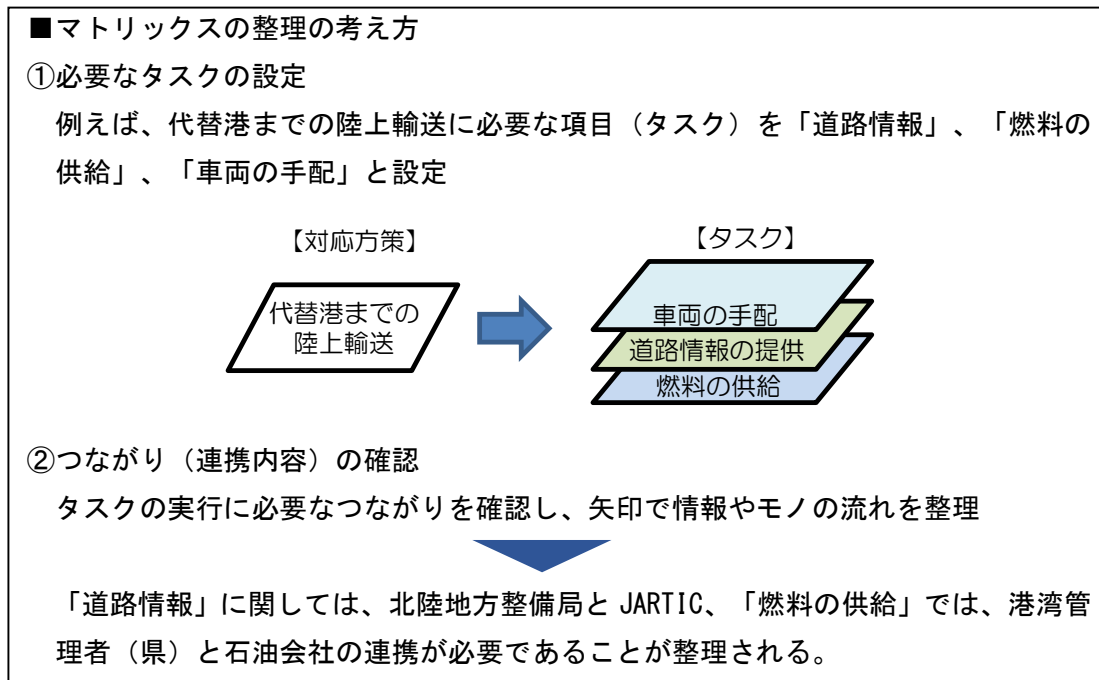 ■マトリックスの整理の考え方
①必要なタスクの設定
例えば、代替港までの陸上輸送に必要な項目（タスク）を「道路情報」、「燃料の
供給」、「車両の手配」と設定
【対応方策】
【タスク】
代替港までの
陸上輸送
車両の手配
道路情報の提供
燃料の供給
②つながり（連携内容）の確認
タスクの実行に必要なつながりを確認し、矢印で情報やモノの流れを整理
「道路情報」に関しては、北陸地方整備局と JARTIC、「燃料の供給」では、港湾管
理者（県）と石油会社の連携が必要であることが整理される。